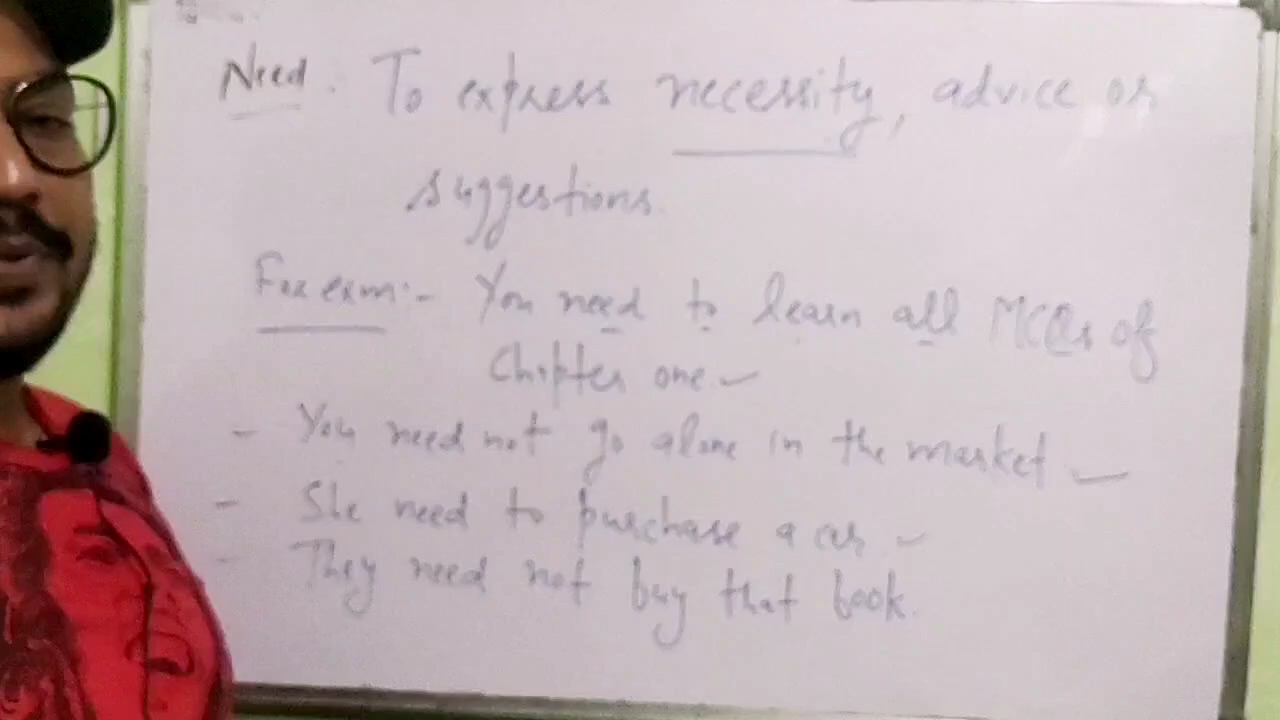 Need : To express necessity, advice or
suggestions.
For exm:- You need to learn all MCQs of
Chapter one
- You need not go alone in the market
- She need to purchase a car
- They need not buy that book.